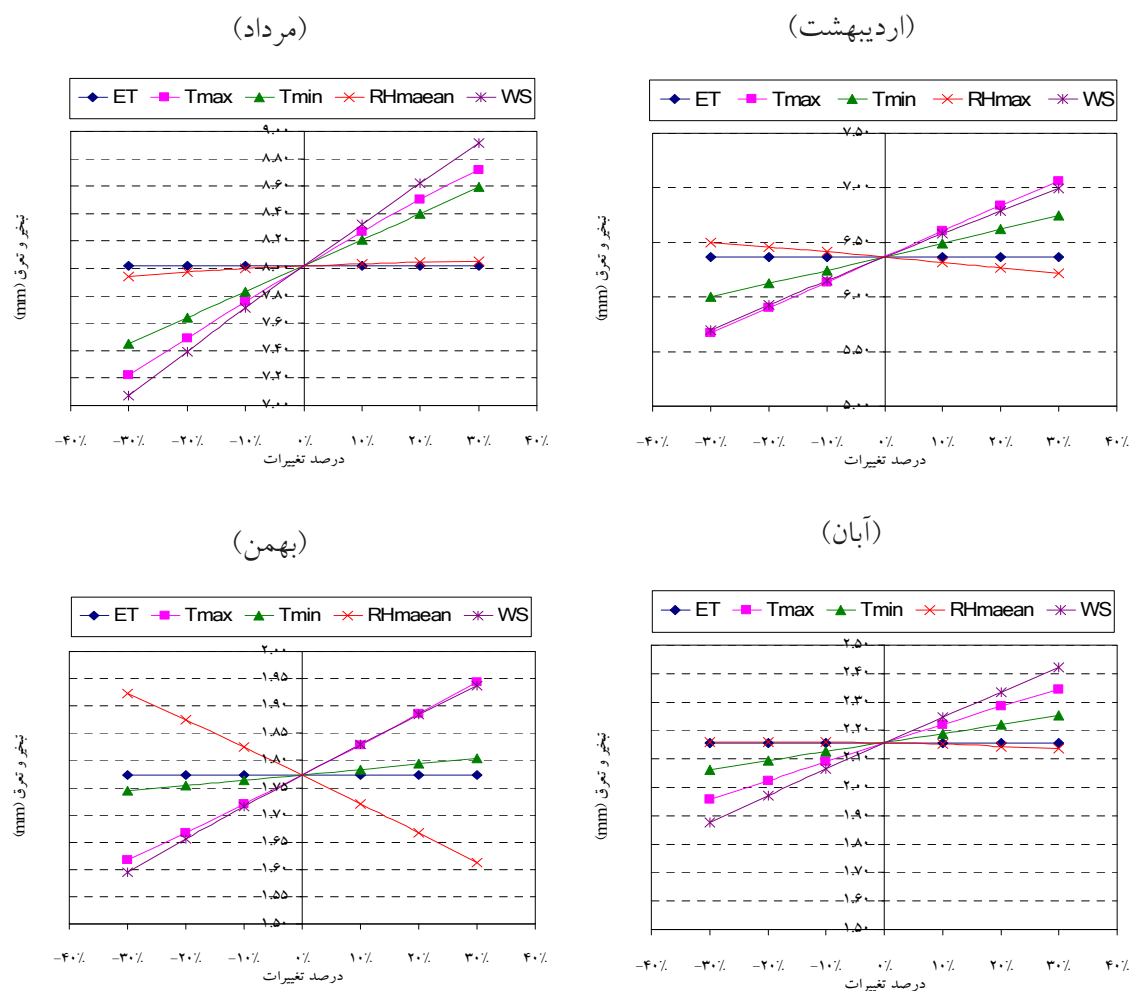 (اردیبهشت)
ET Tmax Tmin RHmax WS
۷.۵۰
۷.۰۰
۶.۵۰
۶.۰۰
۵.۵۰
۵.۰۰
تبخیر و تعرق (mm)
-۴۰٪ -۳۰٪ -۲۰٪ -۱۰٪ ۰٪ ۱۰٪ ۲۰٪ ۳۰٪ ۴۰٪
درصد تغییرات
(مرداد)
ET Tmax Tmin RHmaean WS
۹.۰۰
۸.۸۰
۸.۶۰
۸.۴۰
۸.۲۰
۸.۰۰
۷.۸۰
۷.۶۰
۷.۴۰
۷.۲۰
۷.۰۰
تبخیر و تعرق (mm)
-۴۰٪ -۳۰٪ -۲۰٪ -۱۰٪ ۰٪ ۱۰٪ ۲۰٪ ۳۰٪ ۴۰٪
درصد تغییرات
(آبان)
ET Tmax Tmin RHmaean WS
۲.۵۰
۲.۴۰
۲.۳۰
۲.۲۰
۲.۱۰
۲.۰۰
۱.۹۰
۱.۸۰
۱.۷۰
۱.۶۰
۱.۵۰
تبخیر و تعرق (mm)
-۴۰٪ -۳۰٪ -۲۰٪ -۱۰٪ ۰٪ ۱۰٪ ۲۰٪ ۳۰٪ ۴۰٪
درصد تغییرات
(بهمن)
ET Tmax Tmin RHmaean WS
۲.۰۰
۱.۹۵
۱.۹۰
۱.۸۵
۱.۸۰
۱.۷۵
۱.۷۰
۱.۶۵
۱.۶۰
۱.۵۵
۱.۵۰
تبخیر و تعرق (mm)
-۴۰٪ -۳۰٪ -۲۰٪ -۱۰٪ ۰٪ ۱۰٪ ۲۰٪ ۳۰٪ ۴۰٪
درصد تغییرات